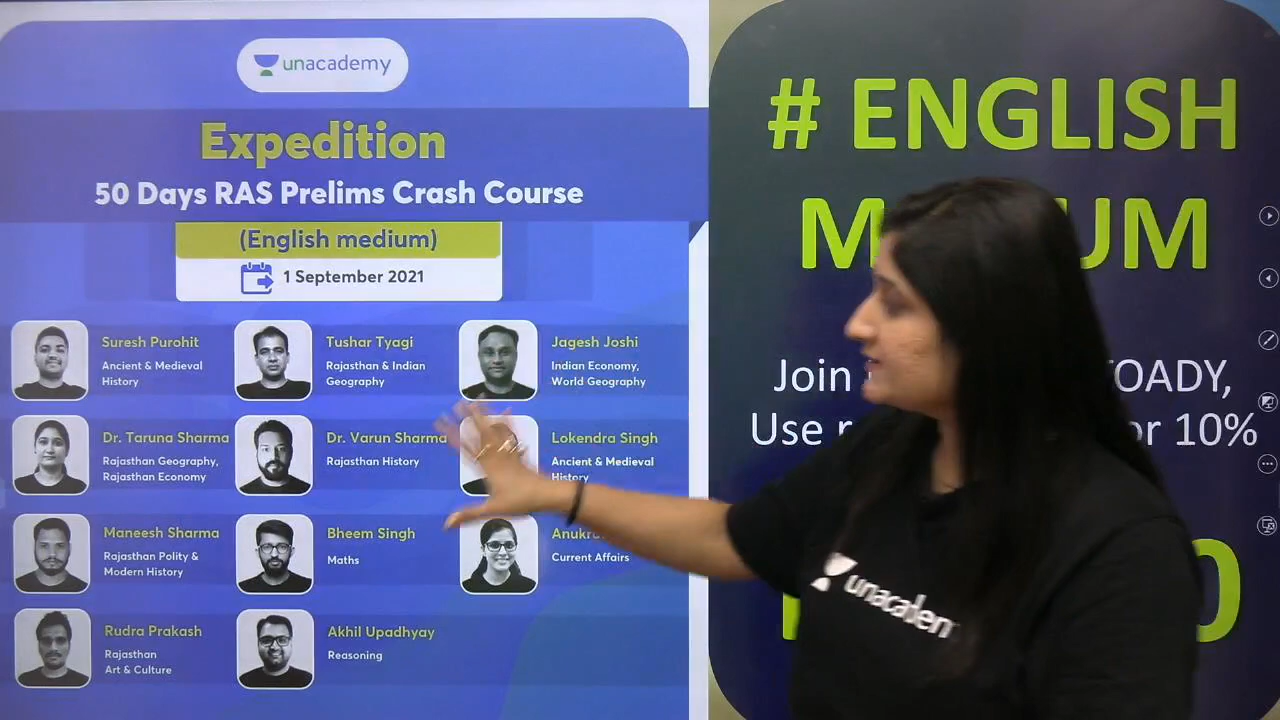 unacademy
Expedition
50 Days RAS Prelims Crash Course
(English medium)
1 September 2021
Suresh Purohit
Ancient & Medieval
History
Tushar Tyagi
Rajasthan & Indian
Geography
Jagesh Joshi
Indian Economy,
World Geography
Dr. Taruna Sharma
Rajasthan Geography,
Rajasthan Economy
Dr. Varun Sharma
Rajasthan History
Lokendra Singh
Ancient & Medieval
History
Maneesh Sharma
Rajasthan Polity &
Modern History
Bheem Singh
Maths
Current Affairs
Rudra Prakash
Rajasthan
Art & Culture
Akhil Upadhyay
Reasoning
# ENGLISH
Join
Use 10%
unacadem